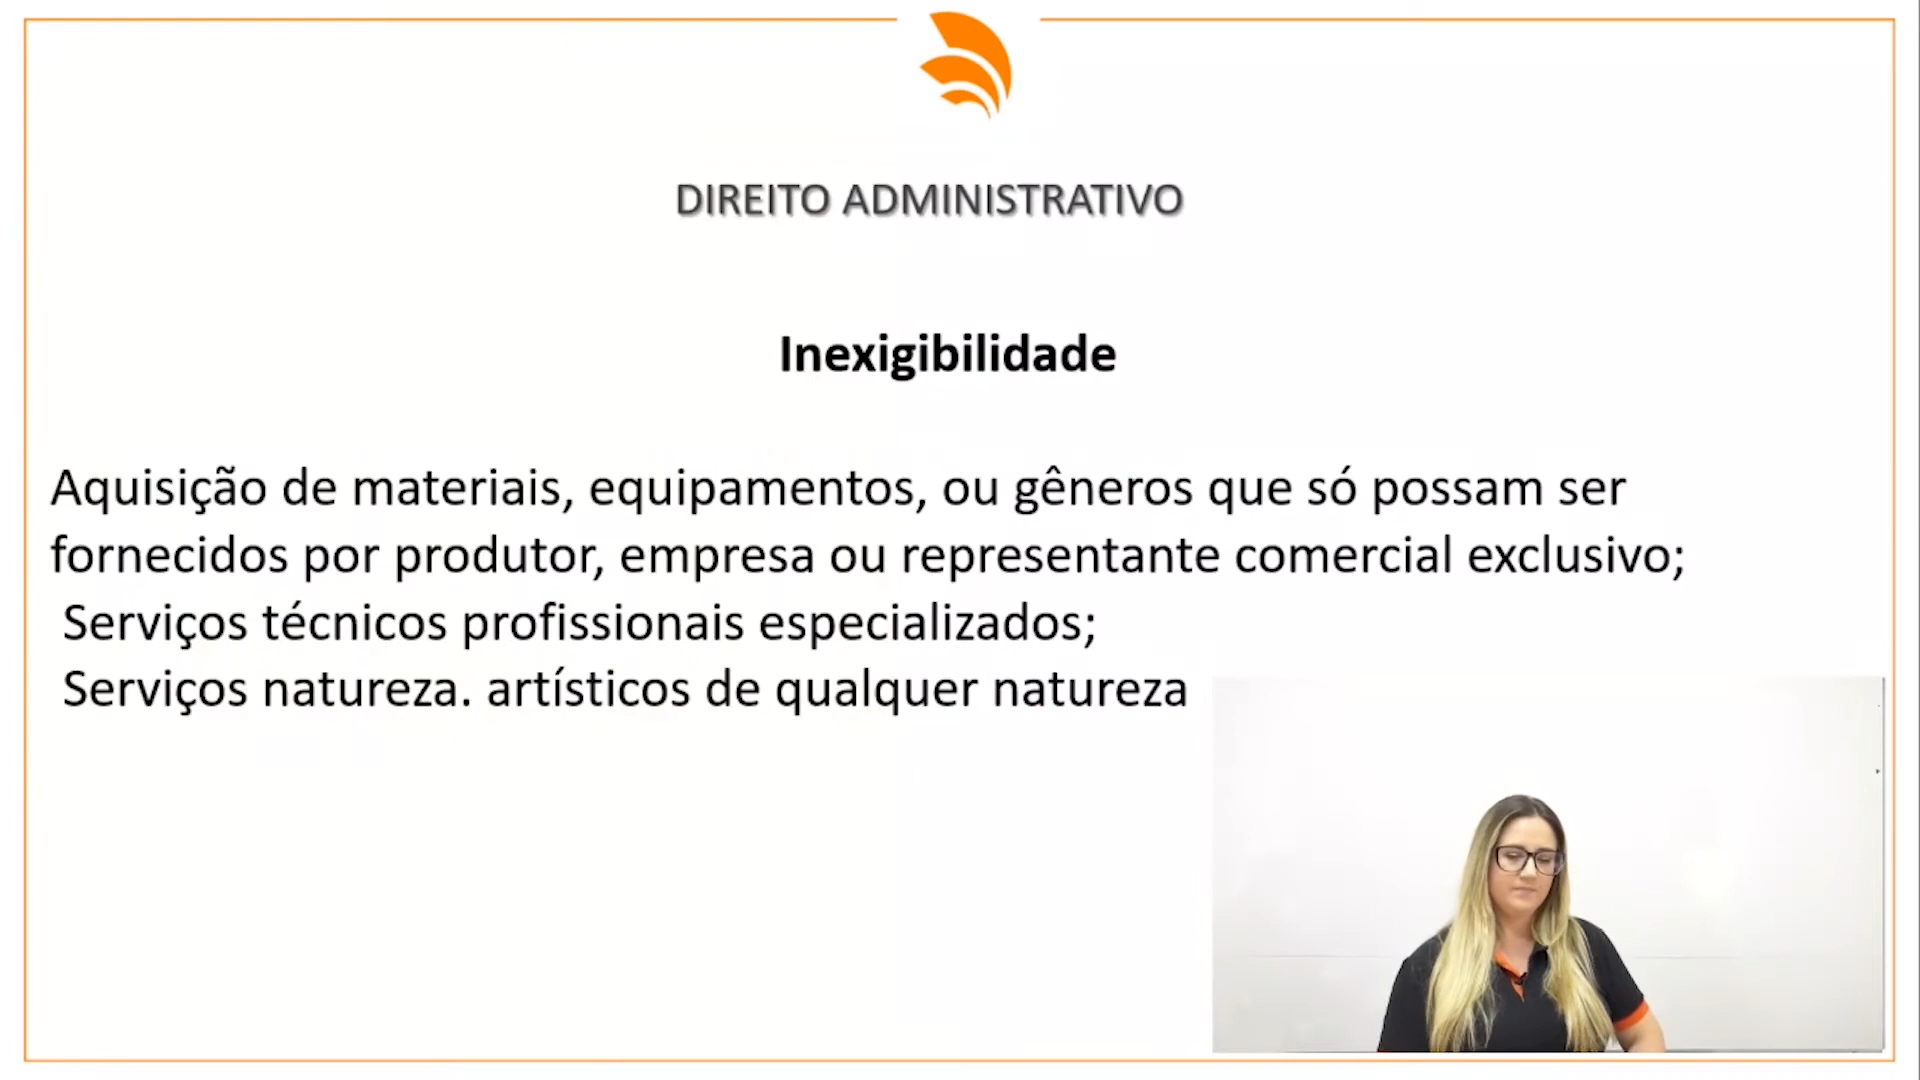 DIREITO ADMINISTRATIVO
Inexigibilidade
Aquisição de materiais, equipamentos, ou gêneros que só possam ser
fornecidos por produtor, empresa ou representante comercial exclusivo;
Serviços técnicos profissionais especializados;
Serviços natureza. artísticos de qualquer natureza